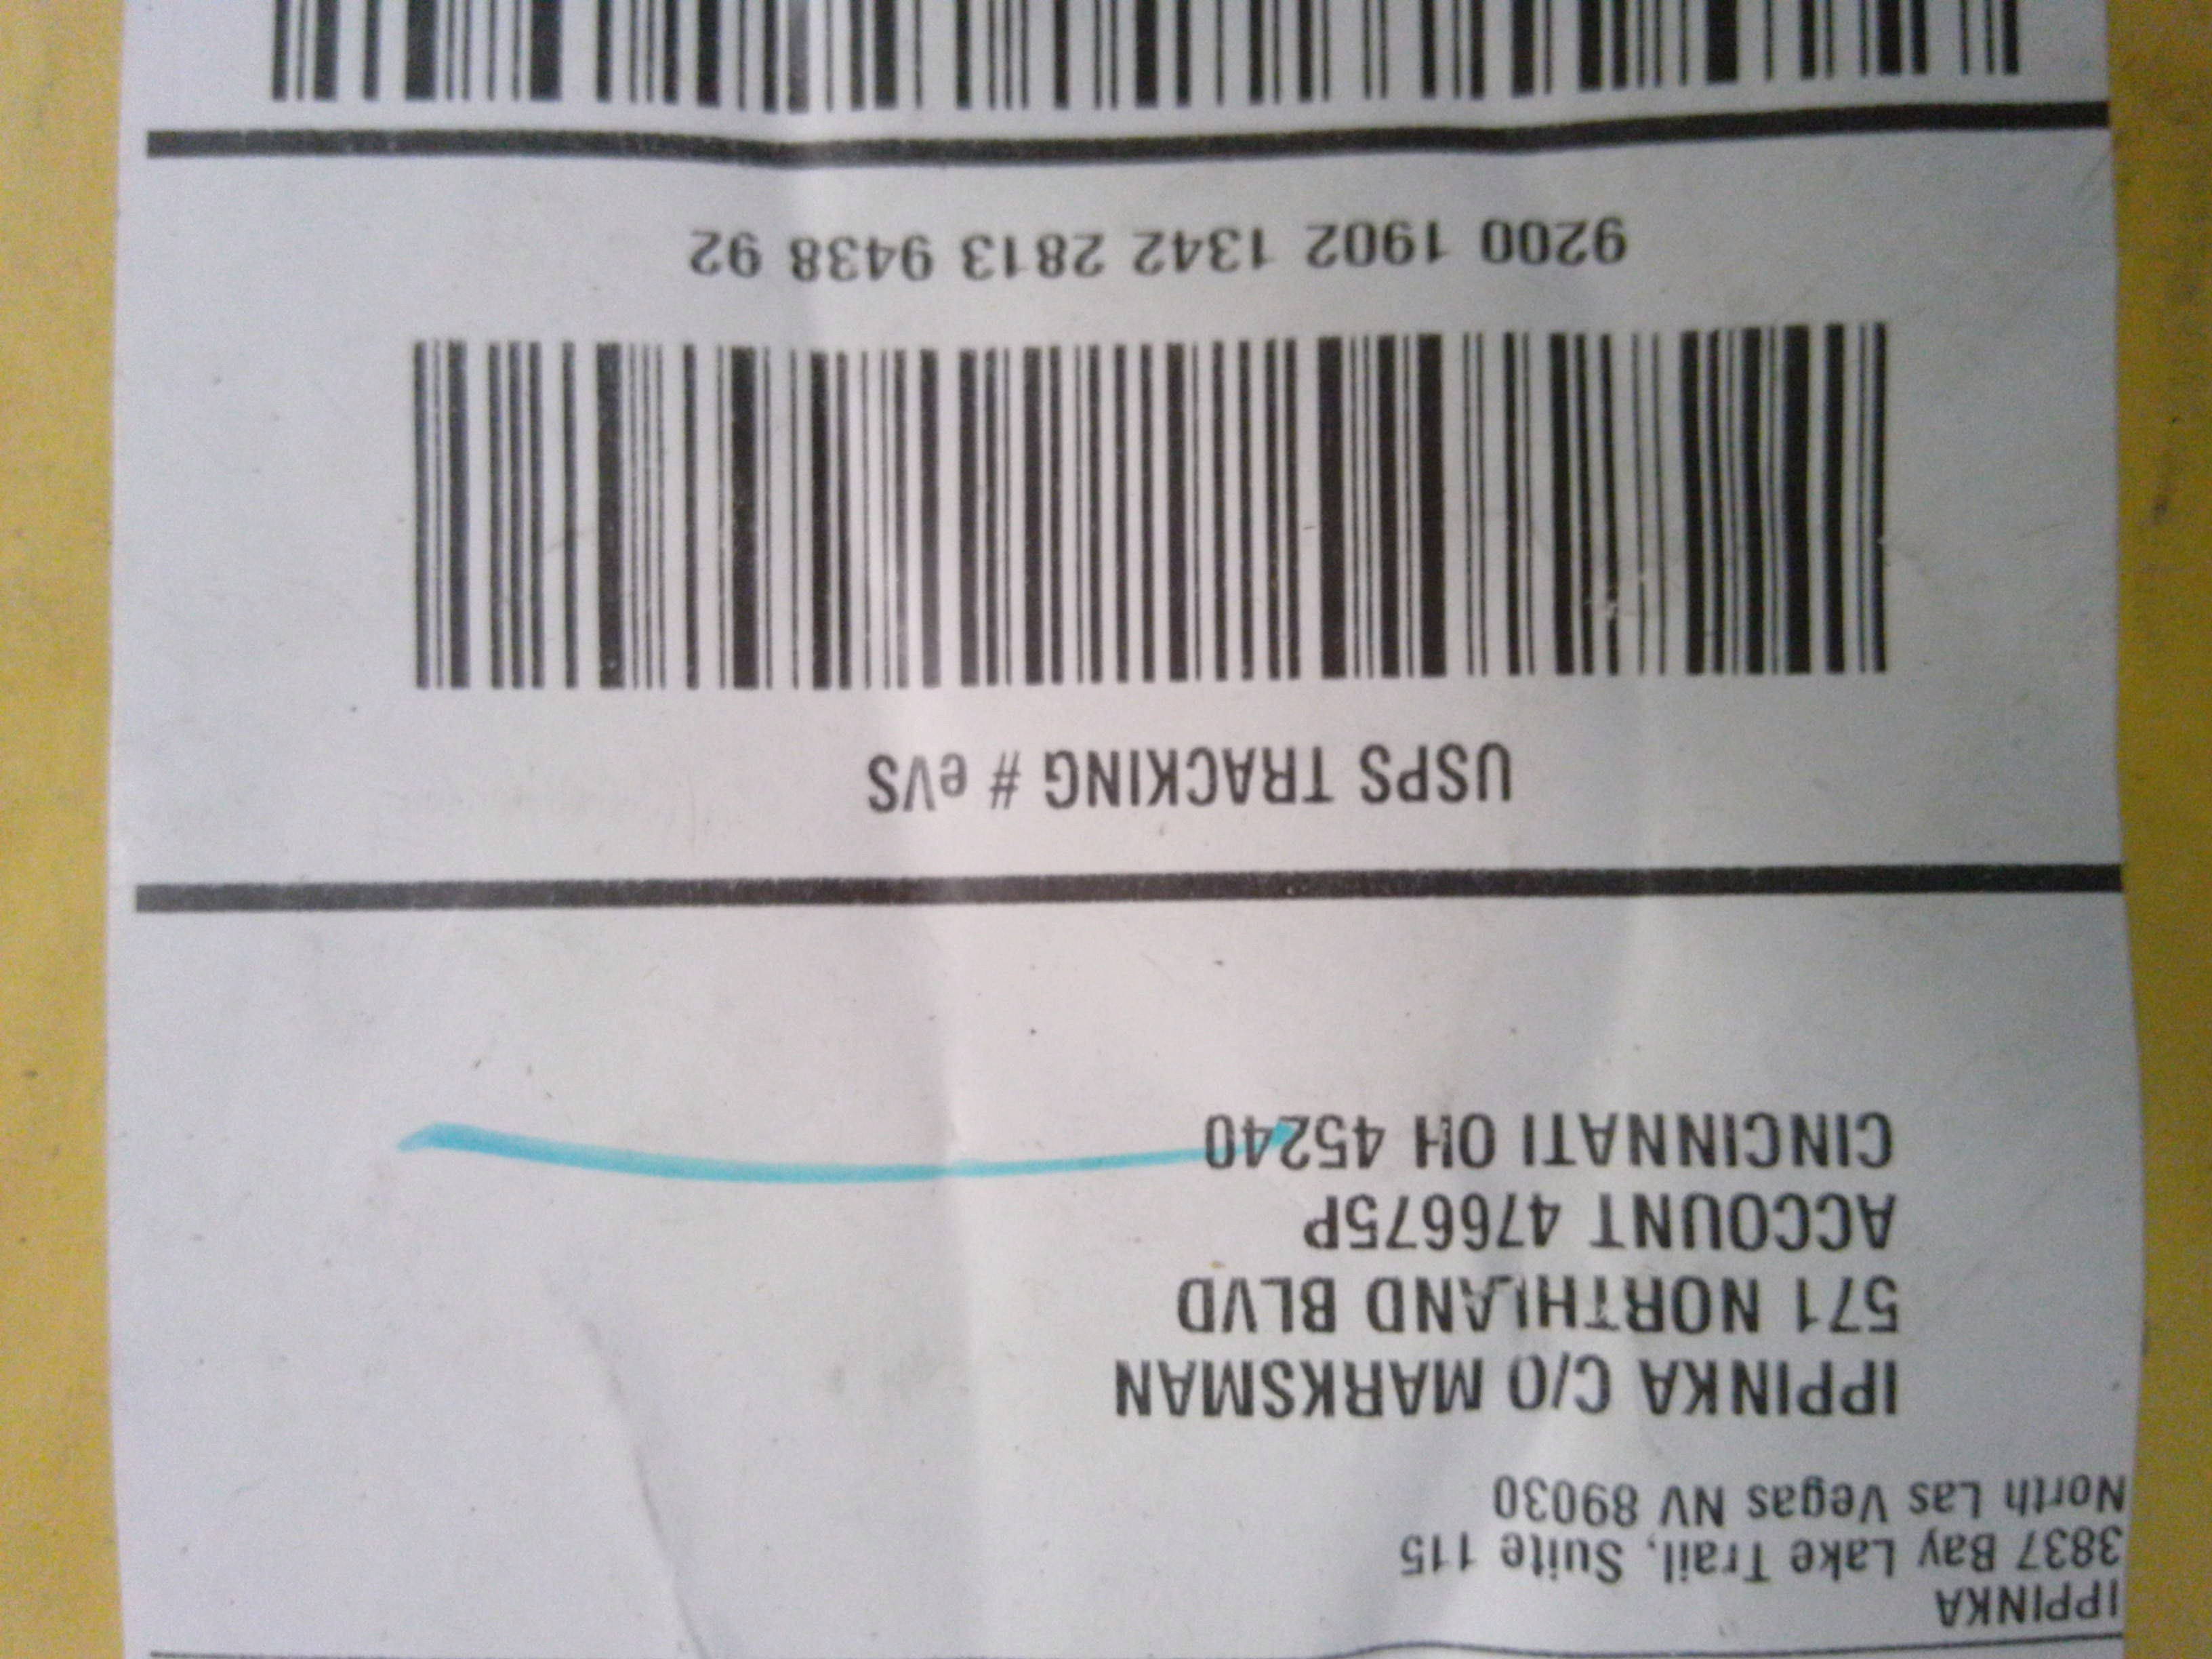 IPPINKA
3837 Bay Lake Trail, Suite 115
North Las Vegas NV 89030
IPPINKA C/O MARKSMAN
571 NORTHLAND BLVD
ACCOUNT 476675P
CINCINNATI OH 45240
USPS TRACKING # eVS
9200 1902 1342 2813 9438 92